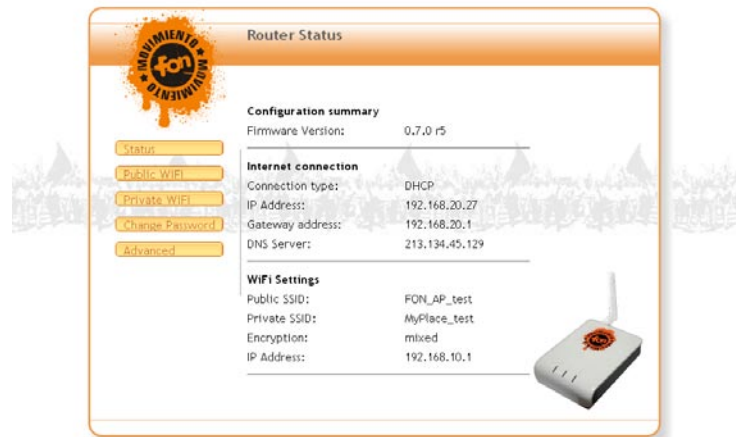 MOVIMIENTO
fon
MOVIMIENTO
Router Status
Status
Public WIFI
Private WIFI
Change Password
Advanced
Configuration summary
Firmware Version: 0.7.0 r5
Internet connection
Connection type: DHCP
IP Address: 192.168.20.27
Gateway address: 192.168.20.1
DNS Server: 213.134.45.129
WiFi Settings
Public SSID: FON_AP_test
Private SSID: MyPlace_test
Encryption: mixed
IP Address: 192.168.10.1